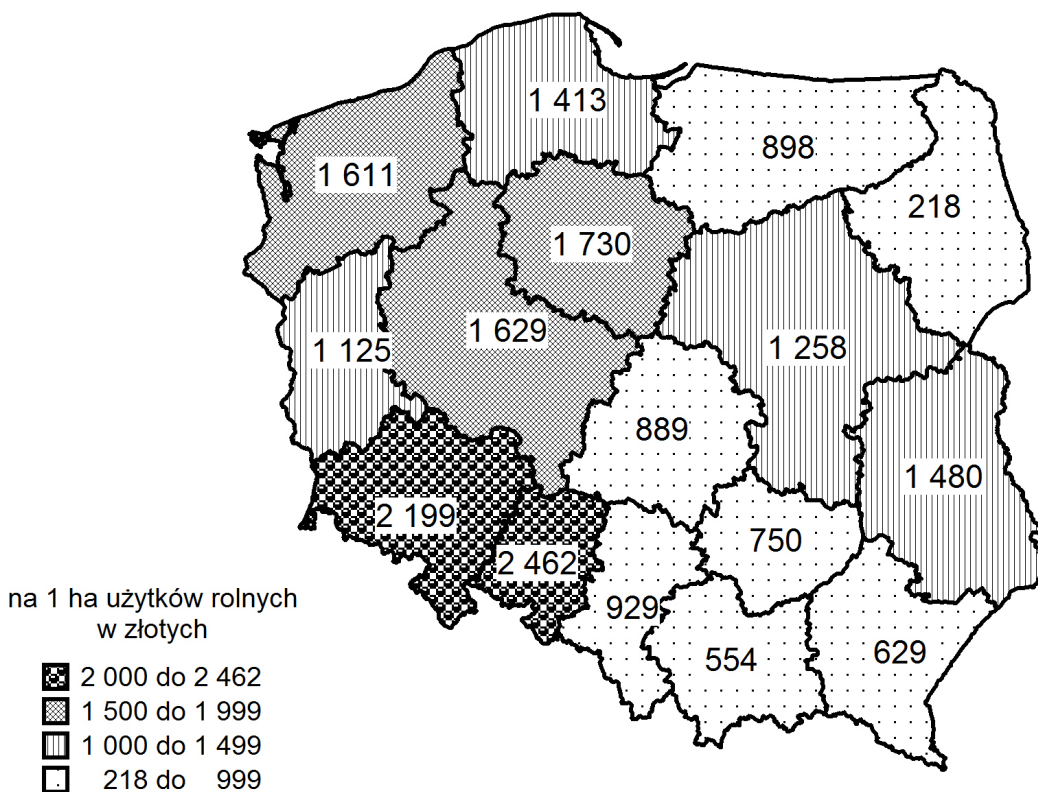 1 413
898
1 611
218
1 730
1 629
1 125
1 258
889
1 480
2 199
750
2 462
929
554
629
na 1 ha użytków rolnych
w złotych
2 000 do 2 462
1 500 do 1 999
1 000 do 1 499
218 do 999